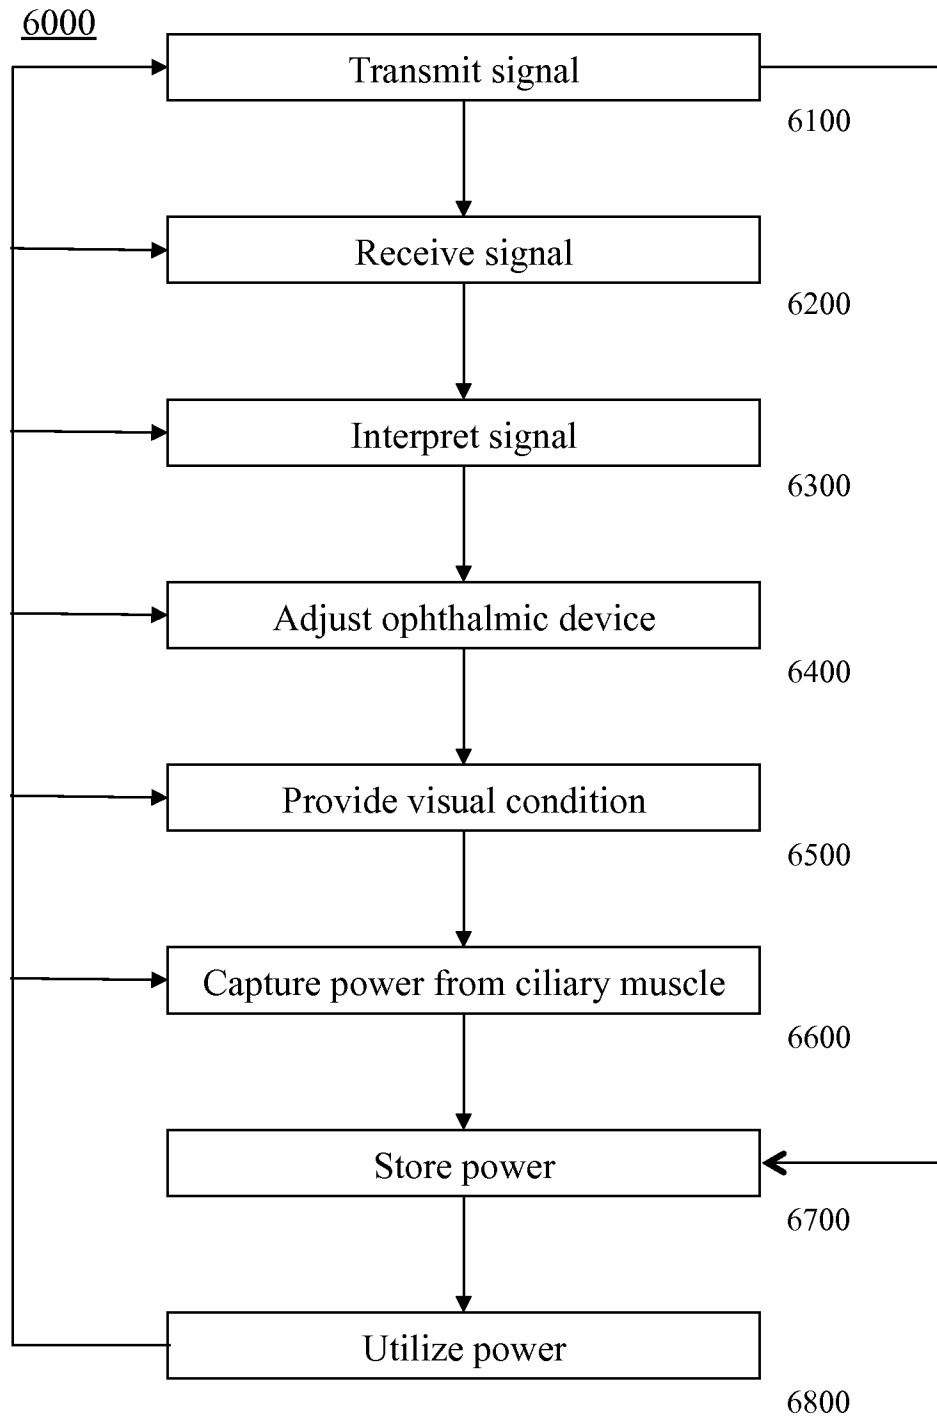 6000
Transmit signal
6100
Receive signal
6200
Interpret signal
6300
Adjust ophthalmic device
6400
Provide visual condition
6500
Capture power from ciliary muscle
6600
Store power
6700
Utilize power
6800